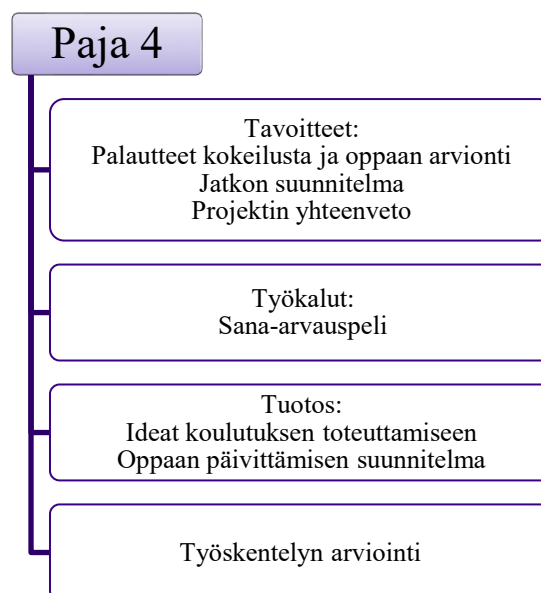 Paja 4
Tavoitteet:
Palautteet kokeilusta ja oppaan arvionti
Jatkon suunnitelma
Projektin yhteenveto
Työkalut:
Sana-arvauspeli
Tuotos:
Ideat koulutuksen toteuttamiseen
Oppaan päivittämisen suunnitelma
Työskentelyn arviointi